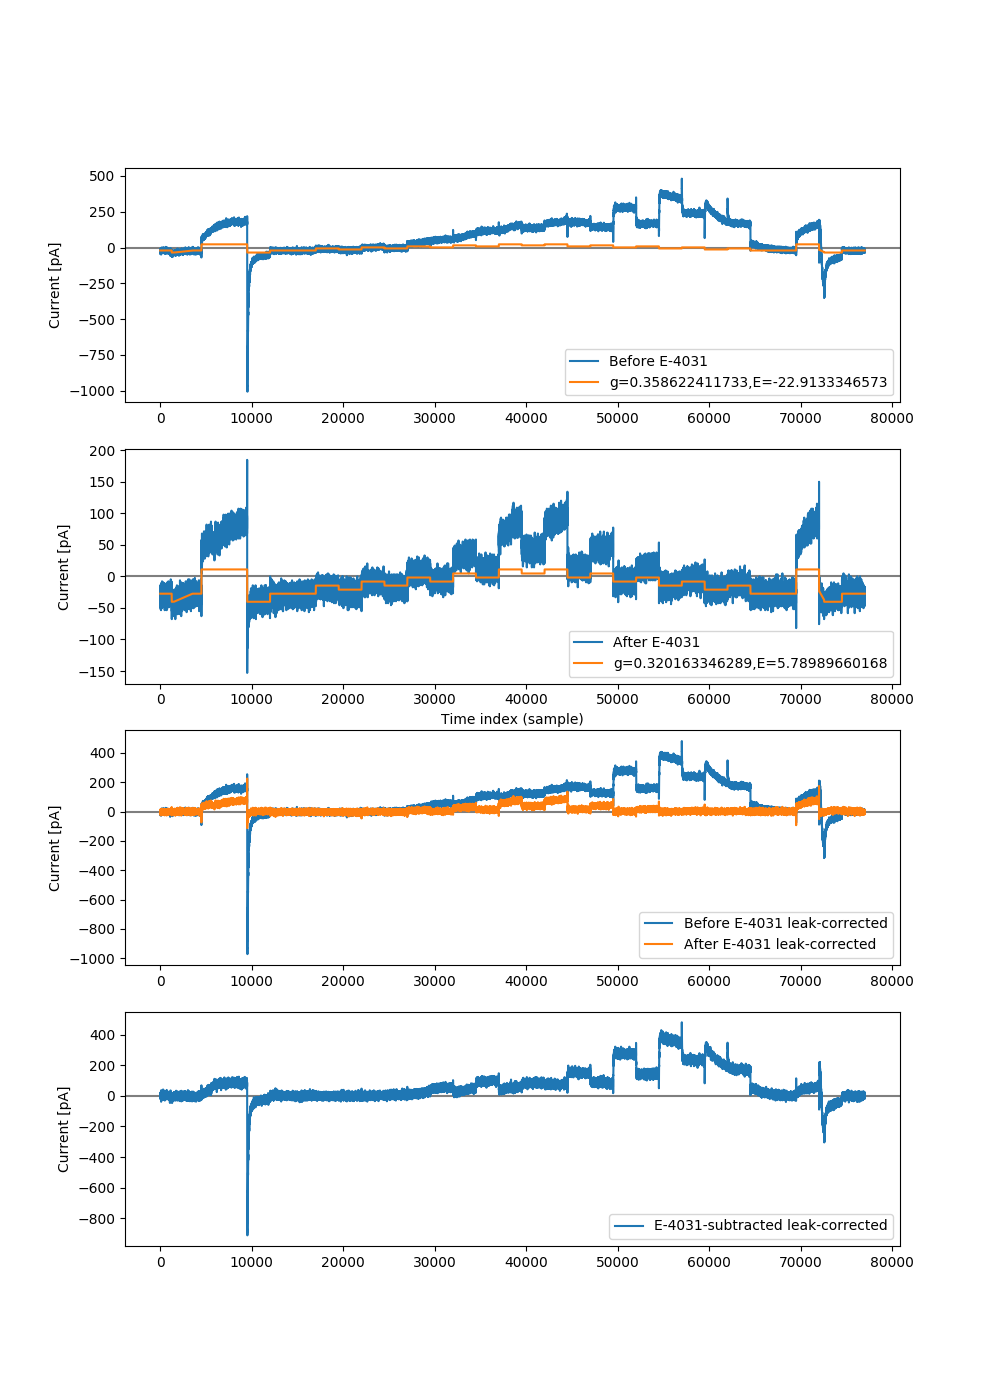 500
250
0
−250
−500
−750
−1000
Current [pA]
Before E-4031
g=0.358622411733,E=-22.9133346573
0 10000 20000 30000 40000 50000 60000 70000 80000
200
150
100
50
0
−50
−100
−150
Current [pA]
After E-4031
g=0.320163346289,E=5.78989660168
0 10000 20000 30000 40000 50000 60000 70000 80000
Time index (sample)
400
200
0
−200
−400
−600
−800
−1000
Current [pA]
Before E-4031 leak-corrected
After E-4031 leak-corrected
0 10000 20000 30000 40000 50000 60000 70000 80000
400
200
0
−200
−400
−600
−800
Current [pA]
E-4031-subtracted leak-corrected
0 10000 20000 30000 40000 50000 60000 70000 80000